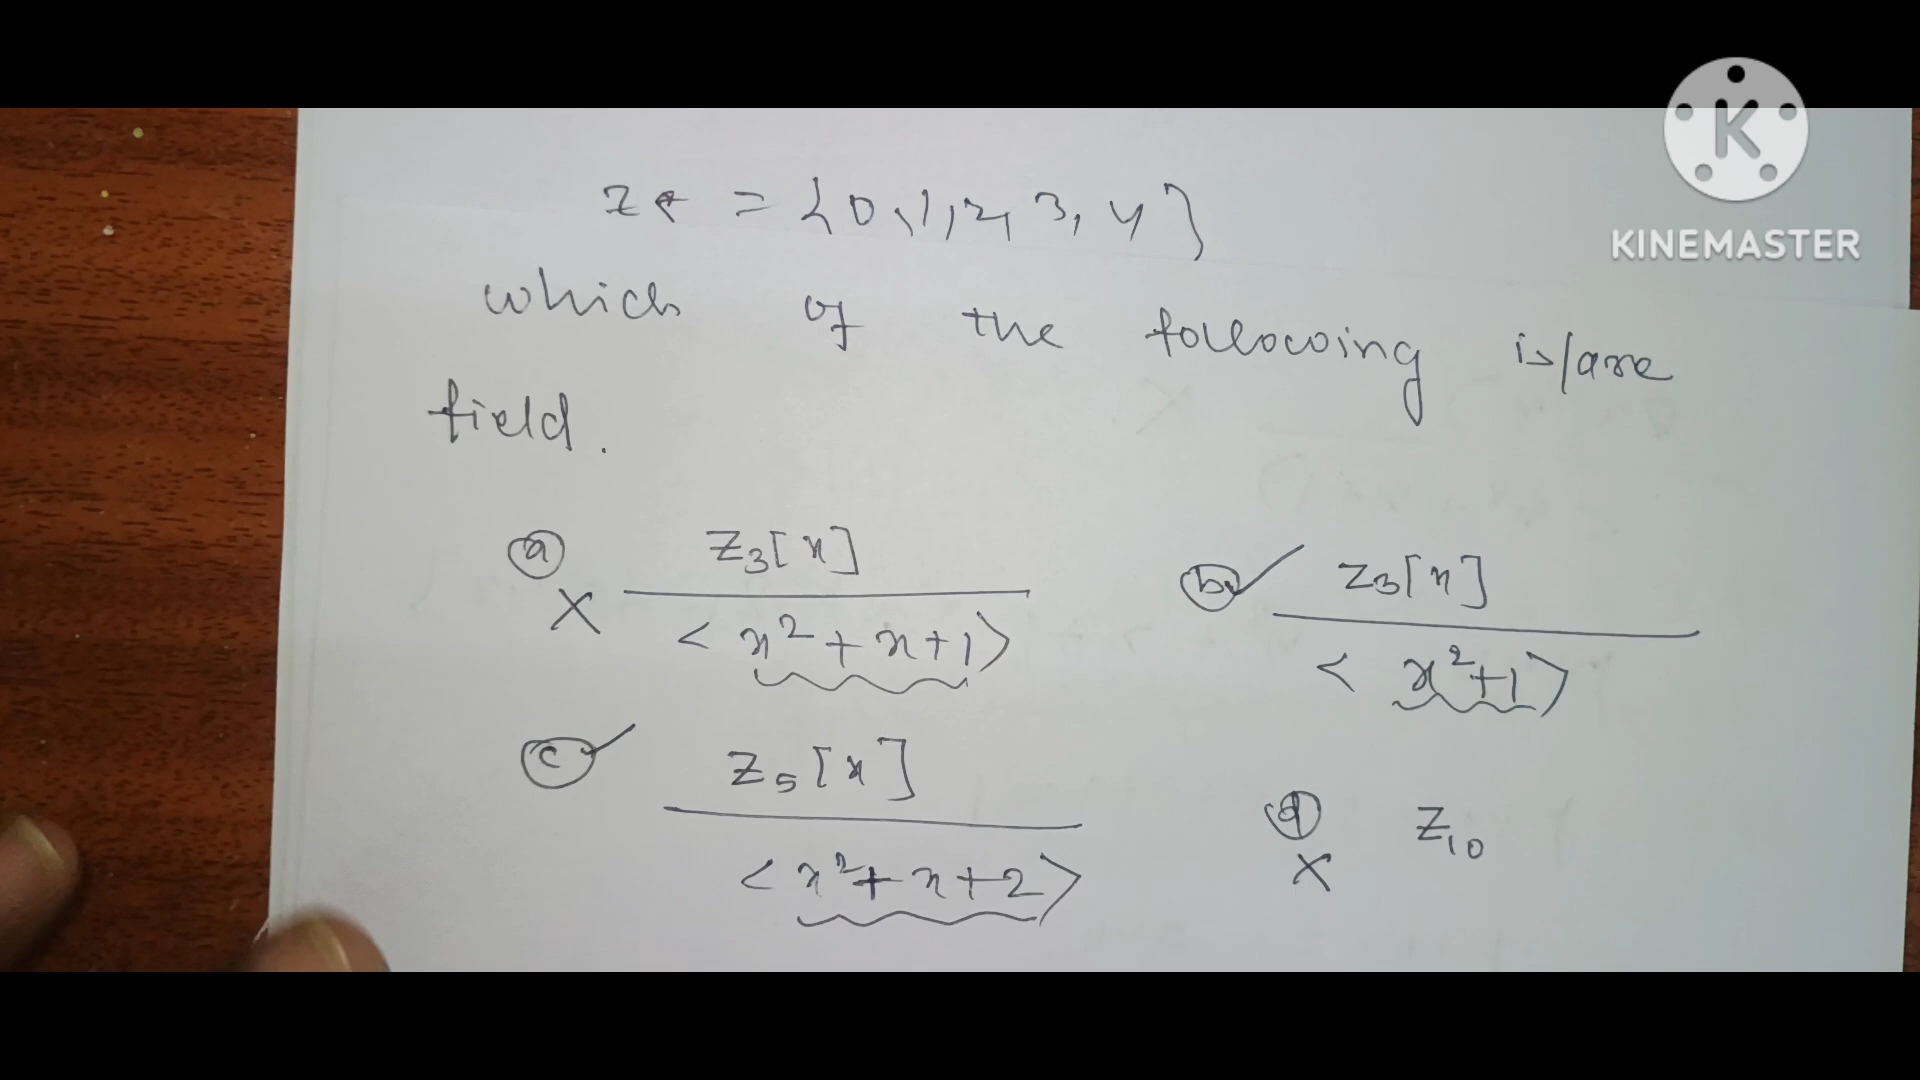 KINEMASTER
Z5 = {0,1,2,3,4}
which of the following is/are
field.
(a) Z3[x] / <x²+x+1>
(b) ✓ Z3[x] / <x²+1>
(c) ✓ Z5[x] / <x²+x+2>
(d) Z10